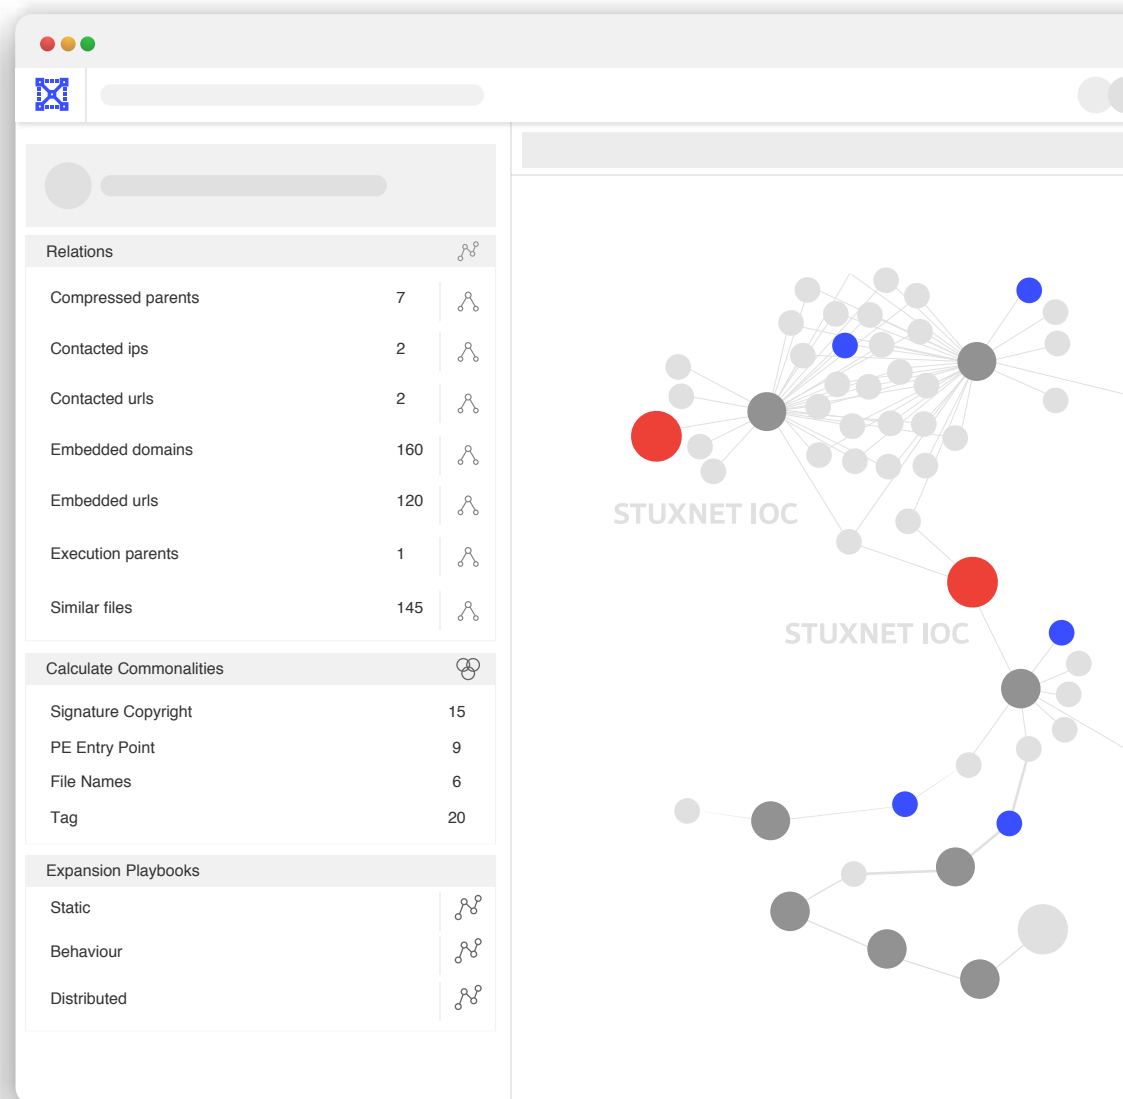 Relations
Compressed parents 7
Contacted ips 2
Contacted urls 2
Embedded domains 160
Embedded urls 120
Execution parents 1
Similar files 145
Calculate Commonalities
Signature Copyright 15
PE Entry Point 9
File Names 6
Tag 20
Expansion Playbooks
Static
Behaviour
Distributed
STUXNET IOC
STUXNET IOC